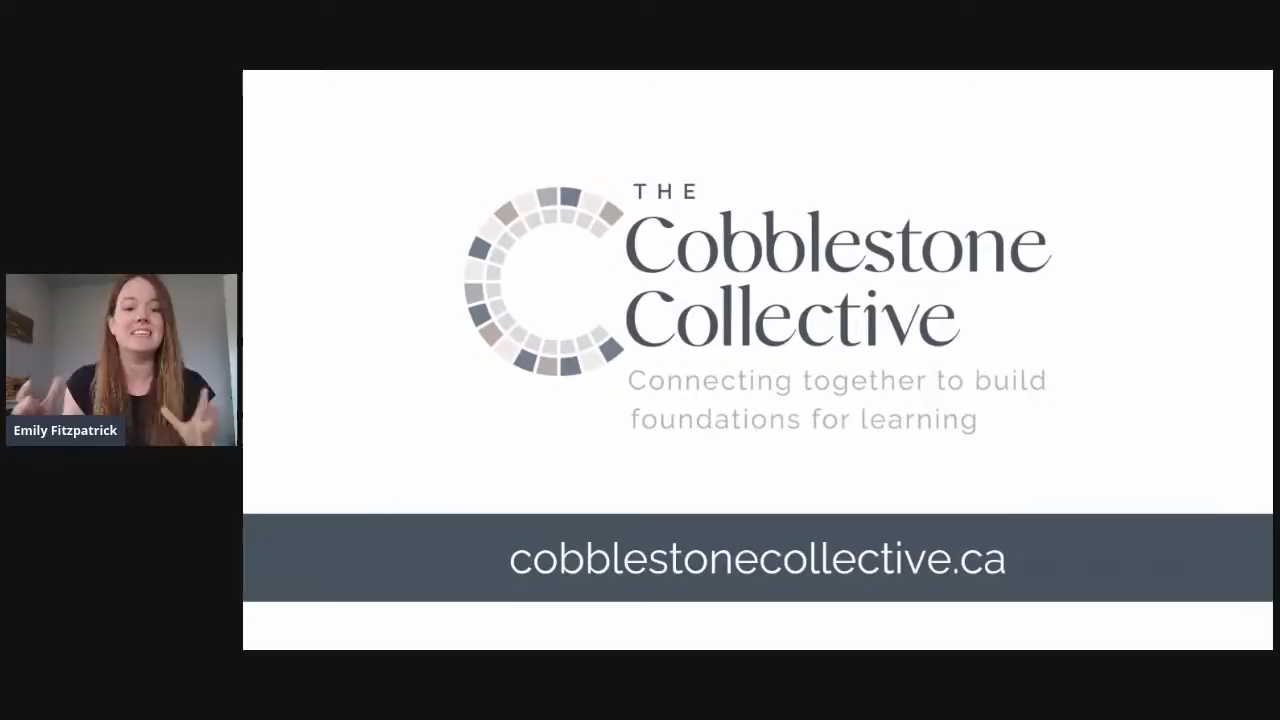 THE
Cobblestone
Collective
Connecting together to build
foundations for learning
Emily Fitzpatrick
cobblestonecollective.ca